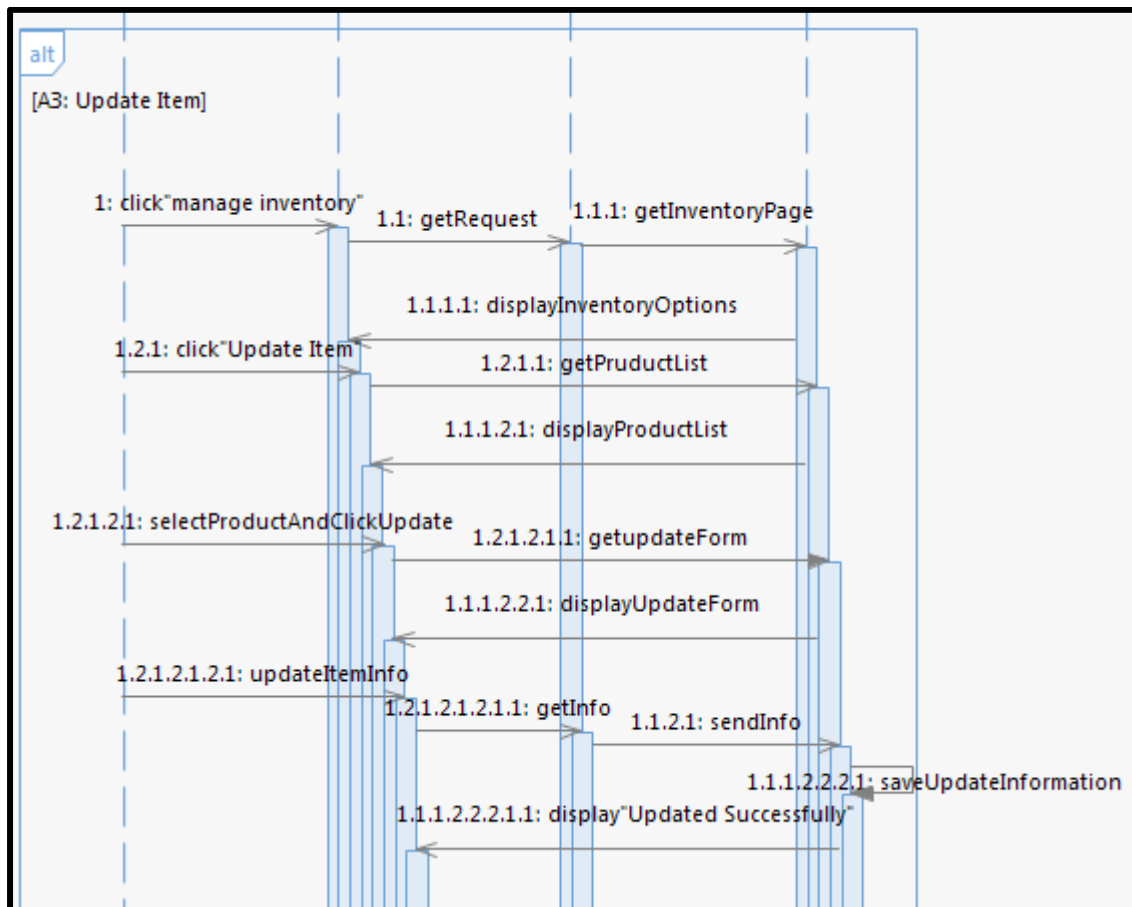 alt
[A3: Update Item]
1: click"manage inventory"
1.1: getRequest
1.1.1: getInventoryPage
1.1.1.1: displayInventoryOptions
1.2.1: click"Update Item"
1.2.1.1: getPruductList
1.1.1.2.1: displayProductList
1.2.1.2.1: selectProductAndClickUpdate
1.2.1.2.1.1: getupdateForm
1.1.1.2.2.1: displayUpdateForm
1.2.1.2.1.2.1: updateItemInfo
1.2.1.2.1.2.1.1: getInfo
1.1.2.1: sendInfo
1.1.1.2.2.2.1: saveUpdateInformation
1.1.1.2.2.2.1.1: display"Updated Successfully"